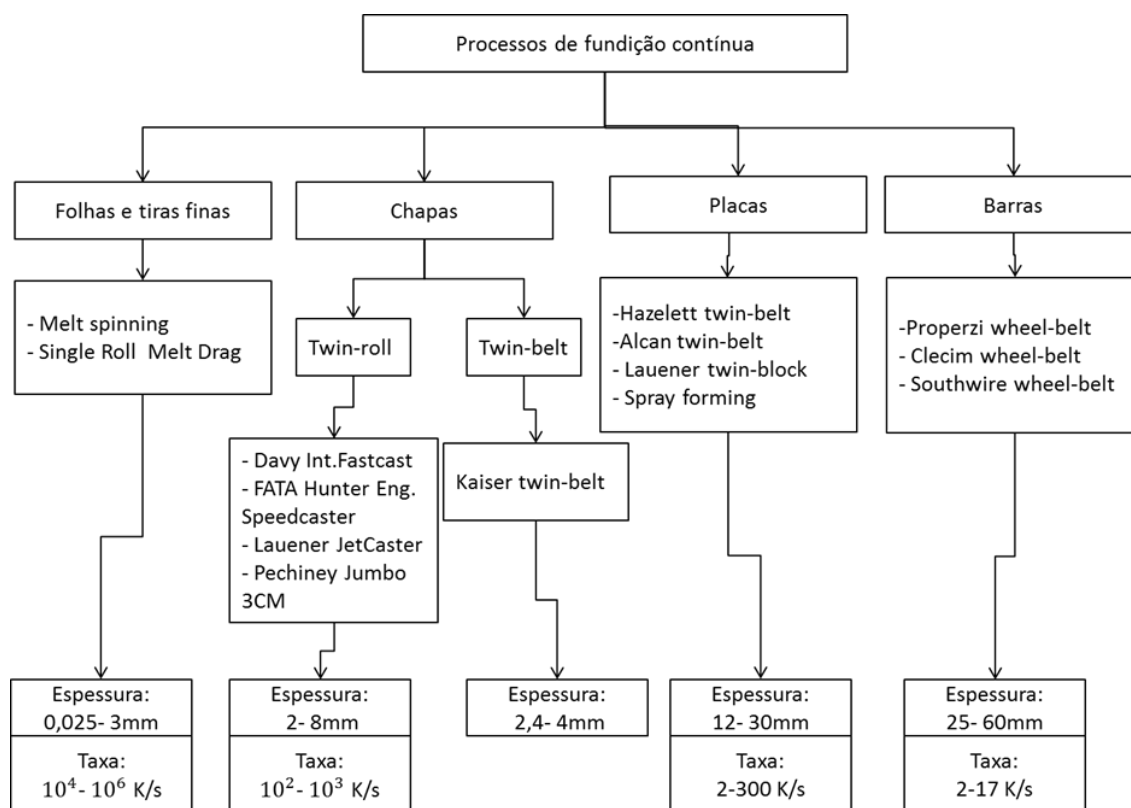 Processos de fundição contínua
Folhas e tiras finas
Chapas
Placas
Barras
- Melt spinning
- Single Roll Melt Drag
Twin-roll
Twin-belt
-Hazelett twin-belt
-Alcan twin-belt
- Lauener twin-block
- Spray forming
-Properzi wheel-belt
- Clecim wheel-belt
- Southwire wheel-belt
- Davy Int.Fastcast
- FATA Hunter Eng.
Speedcaster
- Lauener JetCaster
- Pechiney Jumbo
3CM
Kaiser twin-belt
Espessura:
0,025- 3mm
Taxa:
10⁴- 10⁶ K/s
Espessura:
2- 8mm
Taxa:
10²- 10³ K/s
Espessura:
2,4- 4mm
Espessura:
12- 30mm
Taxa:
2-300 K/s
Espessura:
25- 60mm
Taxa:
2-17 K/s